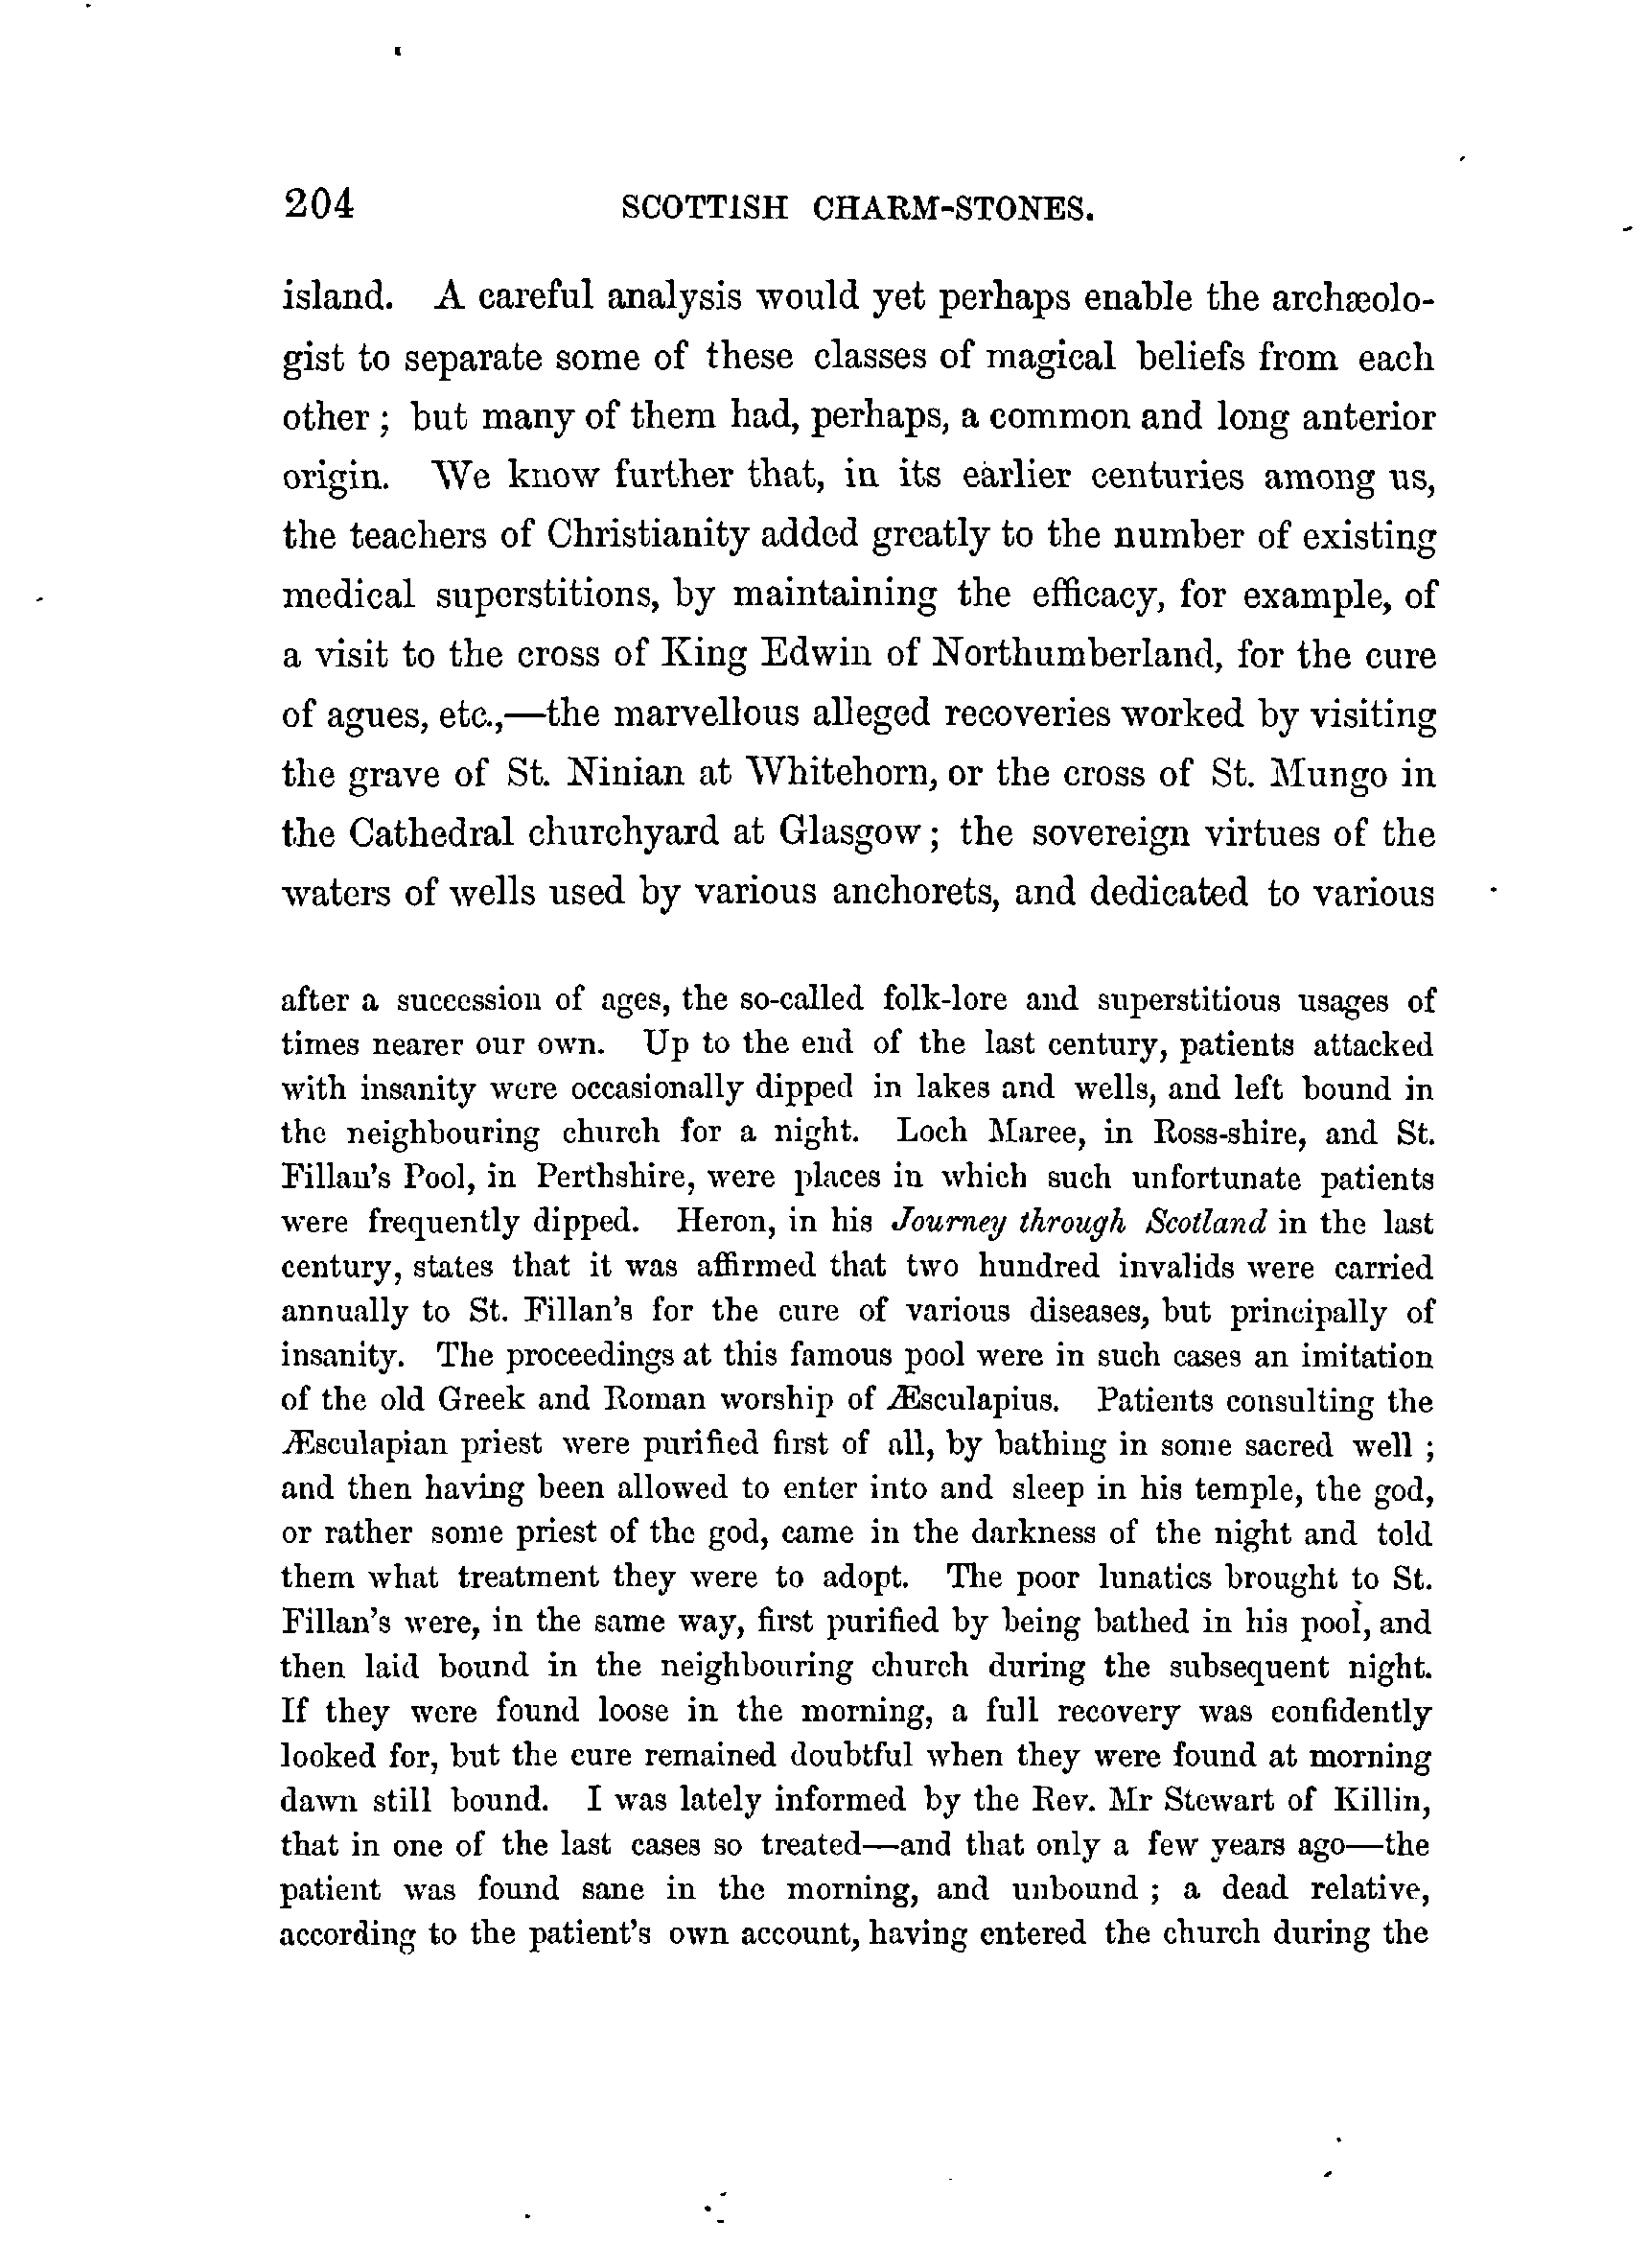 204 SCOTTISH CHARM-STONES.
island. A careful analysis would yet perhaps enable the archæolo-
gist to separate some of these classes of magical beliefs from each
other ; but many of them had, perhaps, a common and long anterior
origin. We know further that, in its earlier centuries among us,
the teachers of Christianity added greatly to the number of existing
medical superstitions, by maintaining the efficacy, for example, of
a visit to the cross of King Edwin of Northumberland, for the cure
of agues, etc.,—the marvellous alleged recoveries worked by visiting
the grave of St. Ninian at Whitehorn, or the cross of St. Mungo in
the Cathedral churchyard at Glasgow ; the sovereign virtues of the
waters of wells used by various anchorets, and dedicated to various
after a succession of ages, the so-called folk-lore and superstitious usages of
times nearer our own. Up to the end of the last century, patients attacked
with insanity were occasionally dipped in lakes and wells, and left bound in
the neighbouring church for a night. Loch Maree, in Ross-shire, and St.
Fillan's Pool, in Perthshire, were places in which such unfortunate patients
were frequently dipped. Heron, in his Journey through Scotland in the last
century, states that it was affirmed that two hundred invalids were carried
annually to St. Fillan's for the cure of various diseases, but principally of
insanity. The proceedings at this famous pool were in such cases an imitation
of the old Greek and Roman worship of Æsculapius. Patients consulting the
Æsculapian priest were purified first of all, by bathing in some sacred well ;
and then having been allowed to enter into and sleep in his temple, the god,
or rather some priest of the god, came in the darkness of the night and told
them what treatment they were to adopt. The poor lunatics brought to St.
Fillan's were, in the same way, first purified by being bathed in his pool, and
then laid bound in the neighbouring church during the subsequent night.
If they were found loose in the morning, a full recovery was confidently
looked for, but the cure remained doubtful when they were found at morning
dawn still bound. I was lately informed by the Rev. Mr Stewart of Killin,
that in one of the last cases so treated—and that only a few years ago—the
patient was found sane in the morning, and unbound ; a dead relative,
according to the patient's own account, having entered the church during the